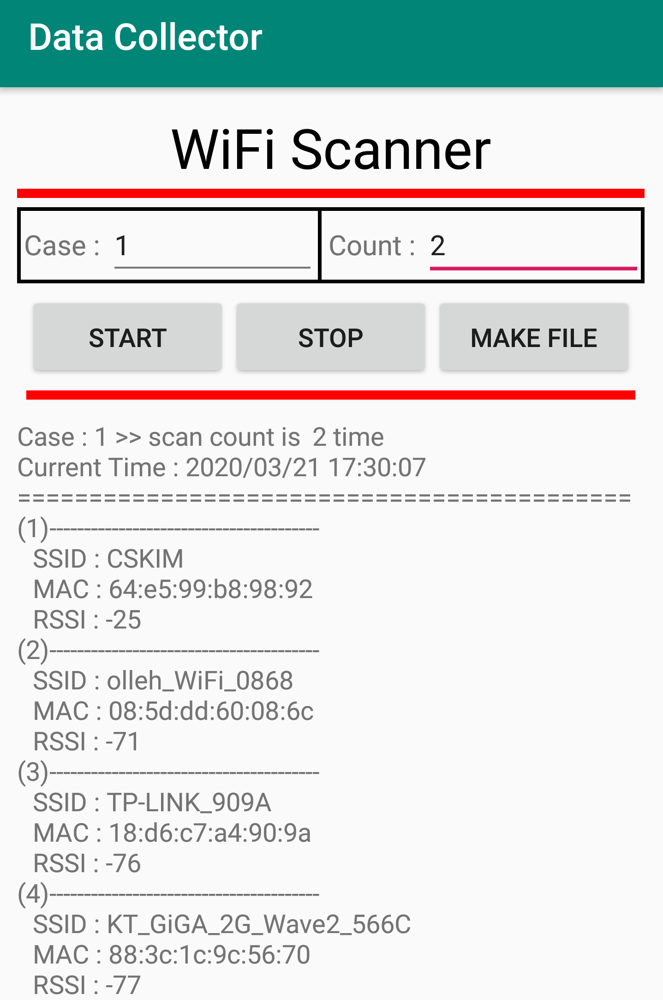 Data Collector
WiFi Scanner
Case : 1 Count : 2
START STOP MAKE FILE
Case : 1 >> scan count is  2 time
Current Time : 2020/03/21 17:30:07
===========================================
(1)---------------------------------------
SSID : CSKIM
MAC : 64:e5:99:b8:98:92
RSSI : -25
(2)---------------------------------------
SSID : olleh_WiFi_0868
MAC : 08:5d:dd:60:08:6c
RSSI : -71
(3)---------------------------------------
SSID : TP-LINK_909A
MAC : 18:d6:c7:a4:90:9a
RSSI : -76
(4)---------------------------------------
SSID : KT_GiGA_2G_Wave2_566C
MAC : 88:3c:1c:9c:56:70
RSSI : -77